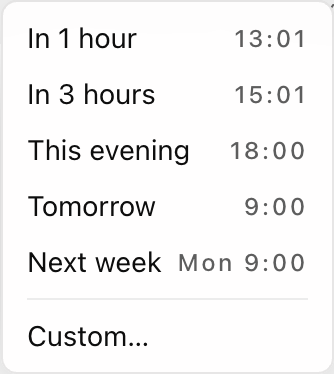 In 1 hour 13:01
In 3 hours 15:01
This evening 18:00
Tomorrow 9:00
Next week Mon 9:00
Custom...